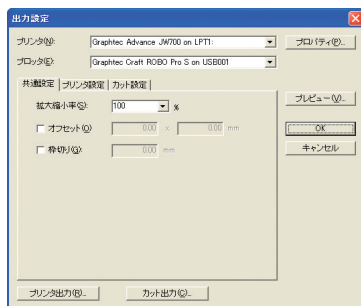 出力設定
プリンタ(N):
Graphtec Advance JW700 on LPT1:
プロパティ(P)...
プロッタ(E):
Graphtec Craft ROBO Pro S on USB001
共通設定
プリンタ設定
カット設定
拡大縮小率(S):
100
%
プレビュー(V)...
オフセット(O)
0.00
×
0.00
mm
OK
枠切り(G):
0.00
mm
キャンセル
プリンタ出力(R)...
カット出力(C)...